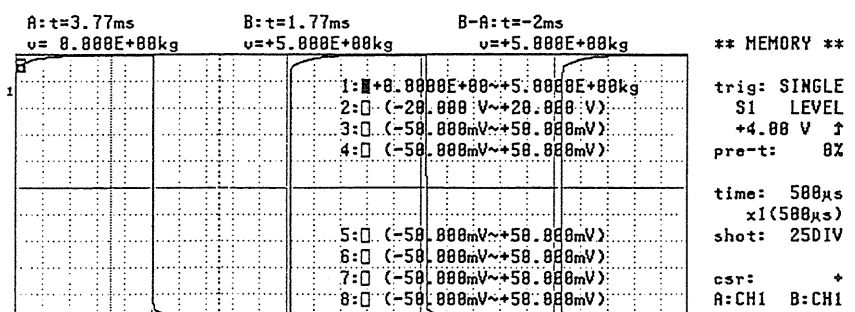 A:t=3.77ms B:t=1.77ms B-A:t=-2ms
v= 0.000E+00kg v=+5.000E+00kg v=+5.000E+00kg
** MEMORY **
1
1:+0.0000E+00~+5.0000E+00kg
2: (-20.000 V~+20.000 V)
3: (-50.000mV~+50.000mV)
4: (-50.000mV~+50.000mV)
5: (-50.000mV~+50.000mV)
6: (-50.000mV~+50.000mV)
7: (-50.000mV~+50.000mV)
8: (-50.000mV~+50.000mV)
trig: SINGLE
S1 LEVEL
+4.00 V ↑
pre-t: 0%
time: 500µs
x1(500µs)
shot: 25DIV
csr: +
A:CH1 B:CH1